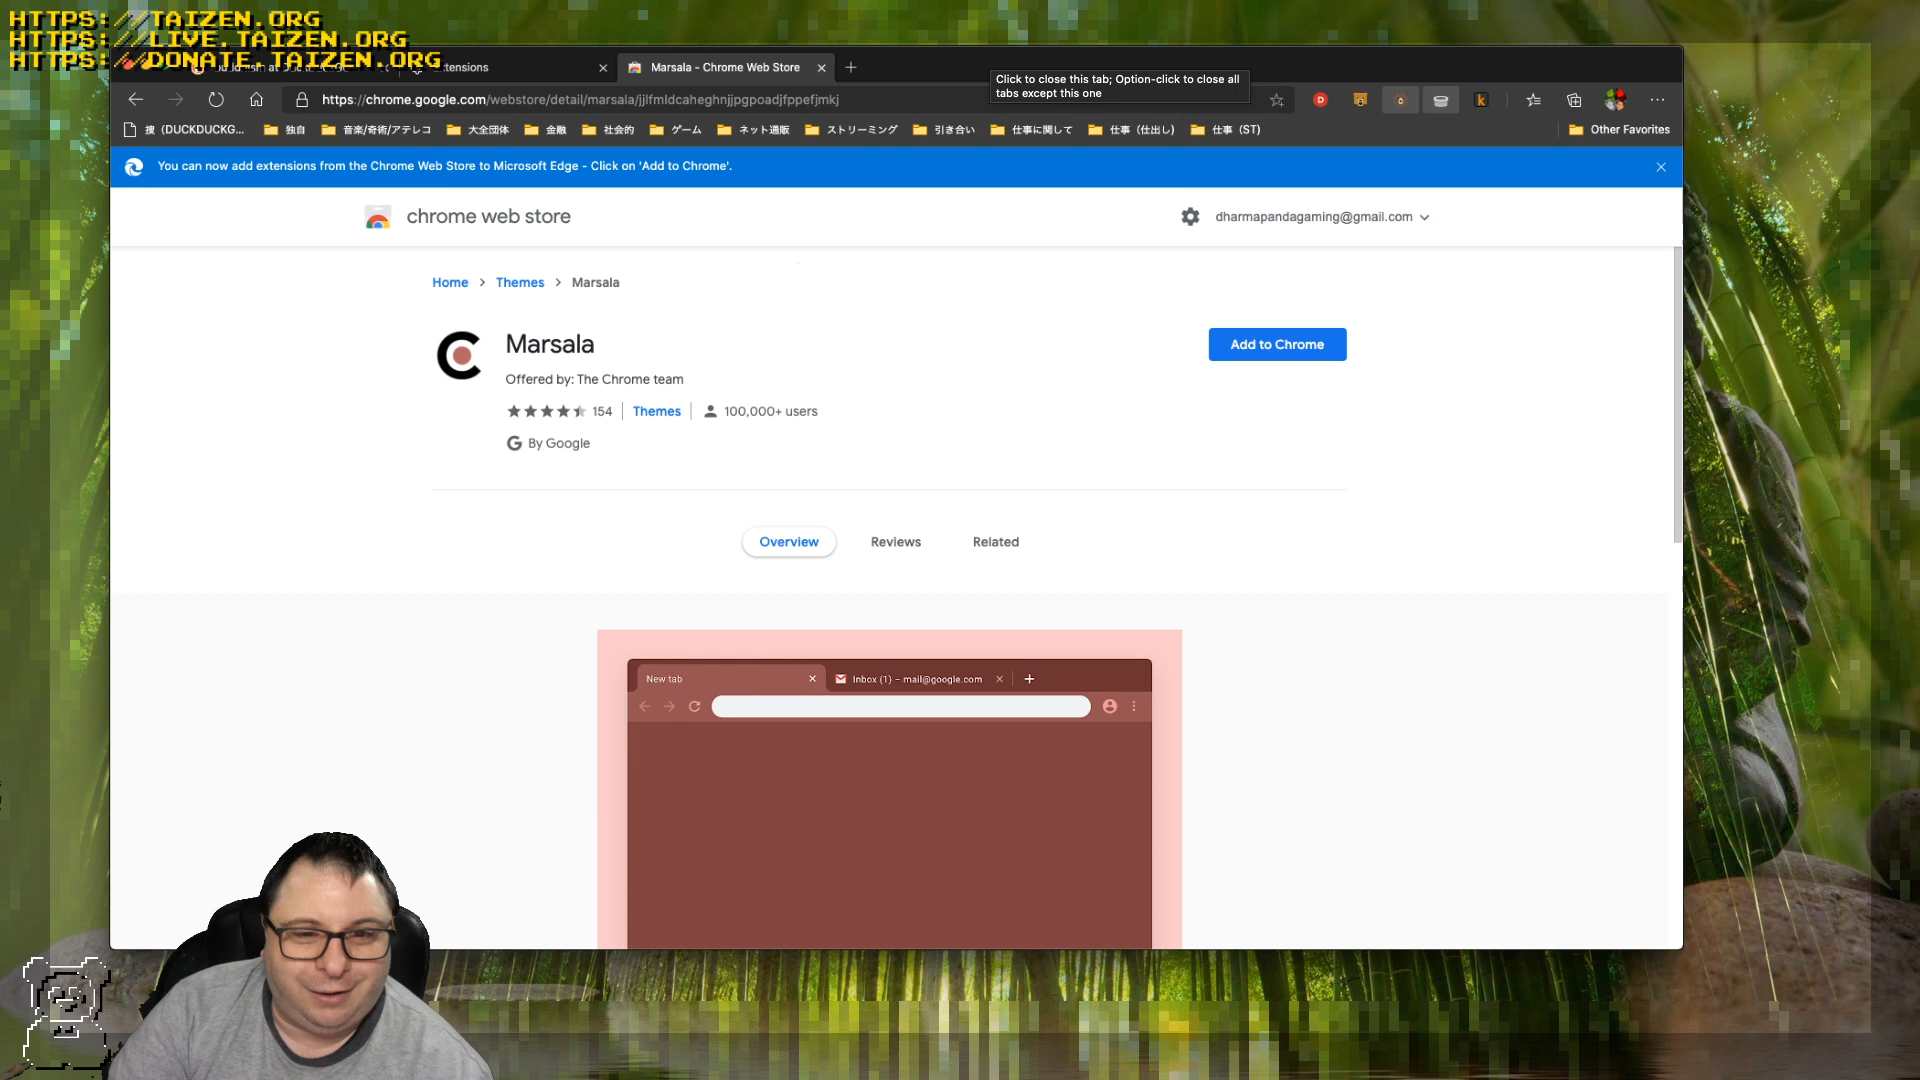 HTTPS://TAIZEN.ORG
HTTPS://LIVE.TAIZEN.ORG
HTTPS://DONATE.TAIZEN.ORG
Marsala - Chrome Web Store
Click to close this tab; Option-click to close all
tabs except this one
https://chrome.google.com/webstore/detail/marsala/jjlfmldcaheghnjjpgpoadjfppefjmkj
捜（DUCKDUCKG... 独自 音楽/奇術/アテレコ 大全団体 金融 社会的 ゲーム ネット通販 ストリーミング 引き合い 仕事に関して 仕事（仕出し） 仕事（ST） Other Favorites
You can now add extensions from the Chrome Web Store to Microsoft Edge - Click on 'Add to Chrome'.
chrome web store
dharmapandagaming@gmail.com
Home > Themes > Marsala
Marsala
Add to Chrome
Offered by: The Chrome team
154 Themes 100,000+ users
By Google
Overview Reviews Related
New tab
Inbox (1) – mail@google.com